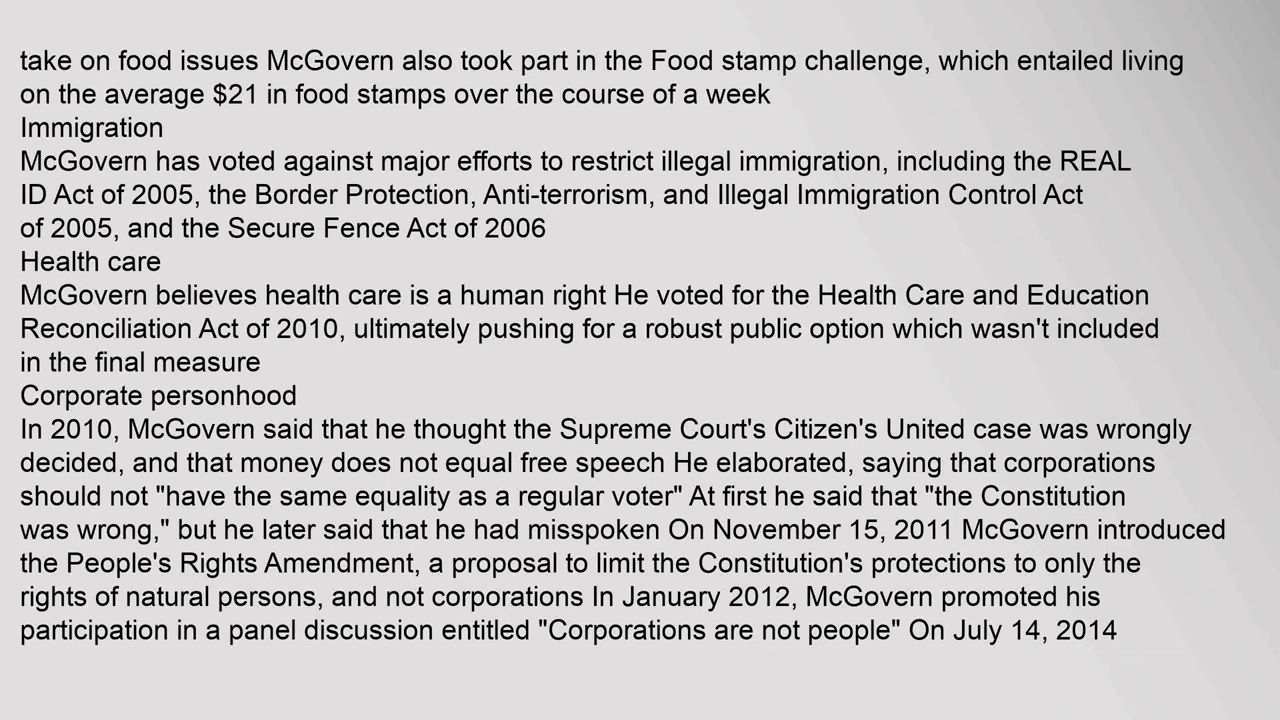 take on food issues McGovern also took part in the Food stamp challenge, which entailed living
on the average $21 in food stamps over the course of a week
Immigration
McGovern has voted against major efforts to restrict illegal immigration, including the REAL
ID Act of 2005, the Border Protection, Anti-terrorism, and Illegal Immigration Control Act
of 2005, and the Secure Fence Act of 2006
Health care
McGovern believes health care is a human right He voted for the Health Care and Education
Reconciliation Act of 2010, ultimately pushing for a robust public option which wasn't included
in the final measure
Corporate personhood
In 2010, McGovern said that he thought the Supreme Court's Citizen's United case was wrongly
decided, and that money does not equal free speech He elaborated, saying that corporations
should not "have the same equality as a regular voter" At first he said that "the Constitution
was wrong," but he later said that he had misspoken On November 15, 2011 McGovern introduced
the People's Rights Amendment, a proposal to limit the Constitution's protections to only the
rights of natural persons, and not corporations In January 2012, McGovern promoted his
participation in a panel discussion entitled "Corporations are not people" On July 14, 2014